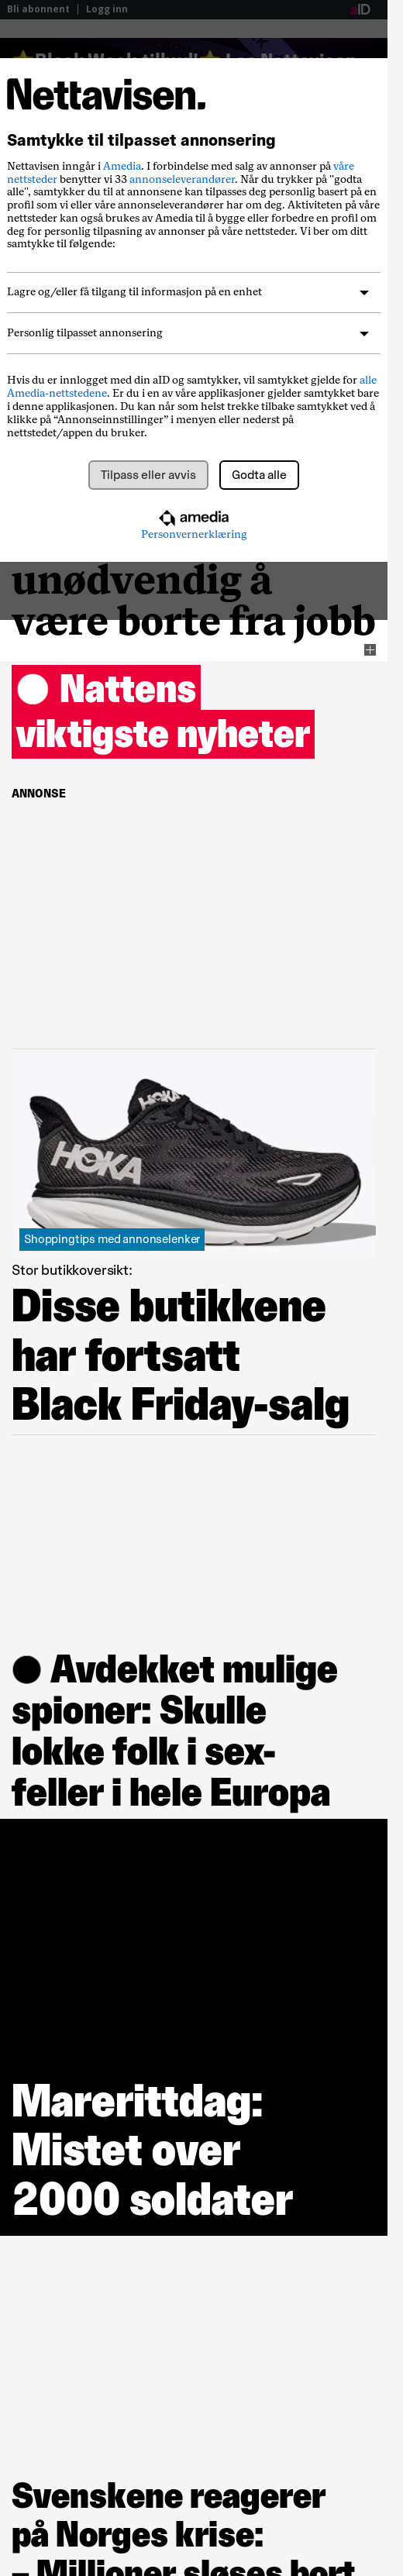 Bli abonnent | Logg inn
aID
Nettavisen.
Samtykke til tilpasset annonsering
Nettavisen inngår i Amedia. I forbindelse med salg av annonser på våre
nettsteder benytter vi 33 annonseleverandører. Når du trykker på "godta
alle", samtykker du til at annonsene kan tilpasses deg personlig basert på en
profil som vi eller våre annonseleverandører har om deg. Aktiviteten på våre
nettsteder kan også brukes av Amedia til å bygge eller forbedre en profil om
deg for personlig tilpasning av annonser på våre nettsteder. Vi ber om ditt
samtykke til følgende:
Lagre og/eller få tilgang til informasjon på en enhet
Personlig tilpasset annonsering
Hvis du er innlogget med din aID og samtykker, vil samtykket gjelde for alle
Amedia-nettstedene. Er du i en av våre applikasjoner gjelder samtykket bare
i denne applikasjonen. Du kan når som helst trekke tilbake samtykket ved å
klikke på “Annonseinnstillinger” i menyen eller nederst på
nettstedet/appen du bruker.
Tilpass eller avvis
Godta alle
amedia
Personvernerklæring
unødvendig å
være borte fra jobb
Nattens
viktigste nyheter
ANNONSE
HOKA
HOKA
Shoppingtips med annonselenker
Stor butikkoversikt:
Disse butikkene
har fortsatt
Black Friday-salg
Avdekket mulige
spioner: Skulle
lokke folk i sex-
feller i hele Europa
Marerittdag:
Mistet over
2000 soldater
Svenskene reagerer
på Norges krise:
– Millioner sløses bort